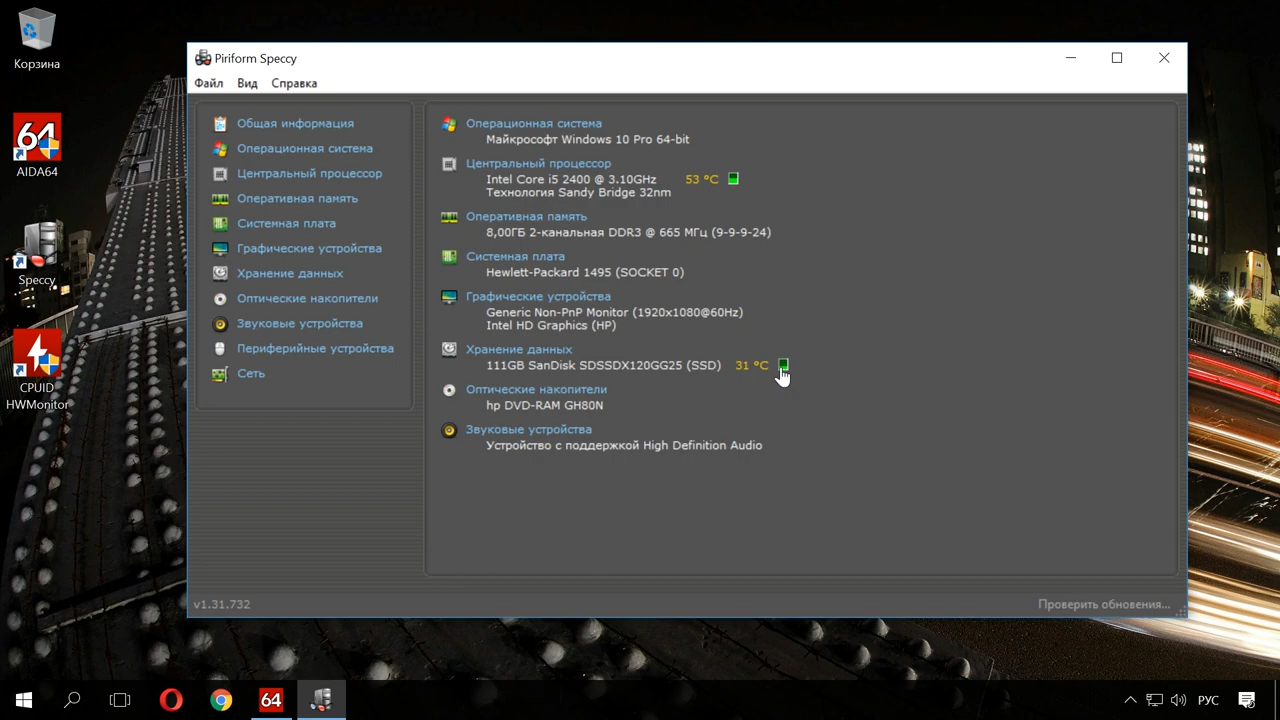 Корзина
64
AIDA64
Speccy
CPUID
HWMonitor
Piriform Speccy
Файл Вид Справка
Общая информация
Операционная система
Центральный процессор
Оперативная память
Системная плата
Графические устройства
Хранение данных
Оптические накопители
Звуковые устройства
Периферийные устройства
Сеть
Операционная система
Майкрософт Windows 10 Pro 64-bit
Центральный процессор
Intel Core i5 2400 @ 3.10GHz 53 °C
Технология Sandy Bridge 32nm
Оперативная память
8,00ГБ 2-канальная DDR3 @ 665 МГц (9-9-9-24)
Системная плата
Hewlett-Packard 1495 (SOCKET 0)
Графические устройства
Generic Non-PnP Monitor (1920x1080@60Hz)
Intel HD Graphics (HP)
Хранение данных
111GB SanDisk SDSSDX120GG25 (SSD) 31 °C
Оптические накопители
hp DVD-RAM GH80N
Звуковые устройства
Устройство с поддержкой High Definition Audio
v1.31.732 Проверить обновения...
64 РУС